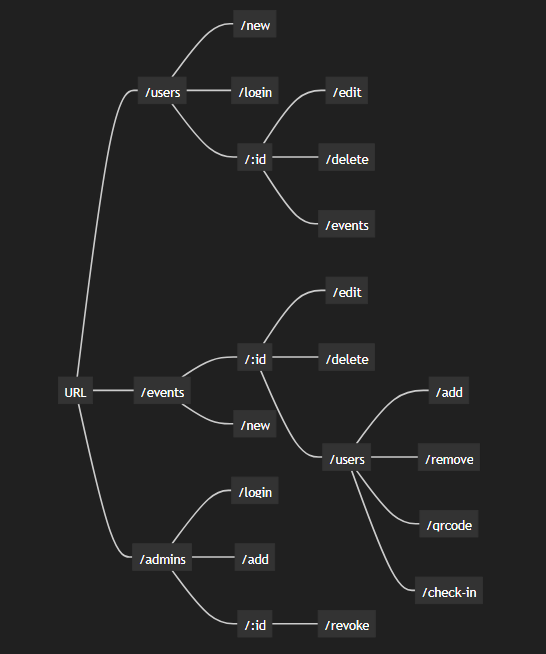 /new
/users
/login
/edit
/:id
/delete
/events
/edit
/:id
/delete
URL
/events
/add
/new
/users
/remove
/login
/qrcode
/admins
/add
/check-in
/:id
/revoke